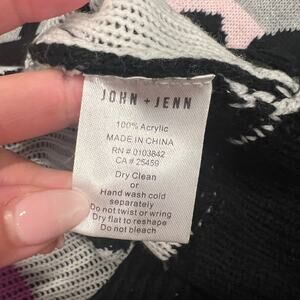 JOHN + JENN
100% Acrylic
MADE IN CHINA
RN # 0103842
CA # 25459
Dry Clean
or
Hand wash cold
separately
Do not twist or wring
Dry flat to reshape
Do not bleach